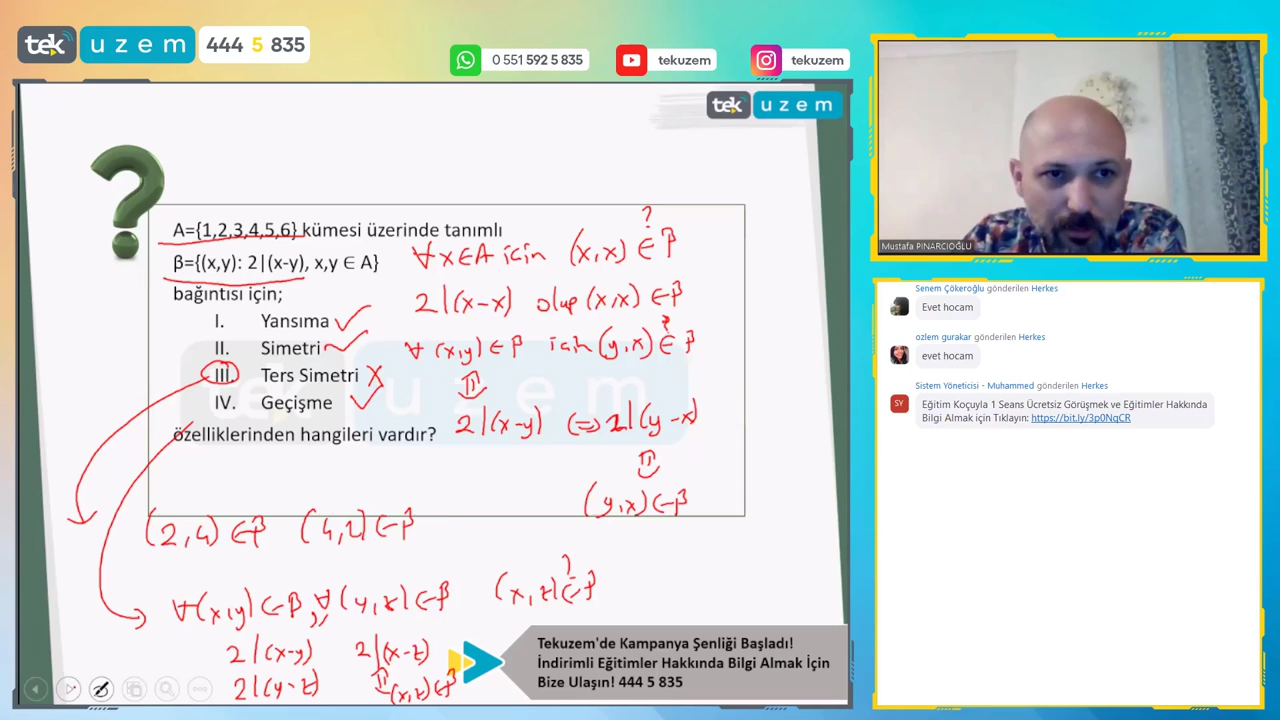 tek uzem 444 5 835
0 551 592 5 835 tekuzem tekuzem
tek uzem
A={1,2,3,4,5,6} kümesi üzerinde tanımlı
β={(x,y): 2|(x-y), x,y ∈ A}
bağıntısı için;
I. Yansıma ✓
II. Simetri ✓
III. Ters Simetri X
IV. Geçişme ✓
özelliklerinden hangileri vardır?
?
∀x∈A için (x,x) ∈ β
2|(x-x) olup (x,x) ∈ β
?
∀(x,y)∈β için (y,x) ∈ β
2|(x-y) ⇔ 2|(y-x)
(y,x)∈β
(2,4)∈β (4,2)∈β
?
∀(x,y)∈β, ∀(y,z)∈β (x,z)∈β
2|(x-y) 2|(x-z)
2|(y-z) (x,z)∈β
Tekuzem'de Kampanya Şenliği Başladı!
İndirimli Eğitimler Hakkında Bilgi Almak İçin
Bize Ulaşın! 444 5 835
Mustafa PINARCIOĞLU
Senem Çökeroğlu gönderilen Herkes
Evet hocam
ozlem gurakar gönderilen Herkes
evet hocam
Sistem Yöneticisi - Muhammed gönderilen Herkes
SY
Eğitim Koçuyla 1 Seans Ücretsiz Görüşmek ve Eğitimler Hakkında
Bilgi Almak için Tıklayın: https://bit.ly/3p0NqCR